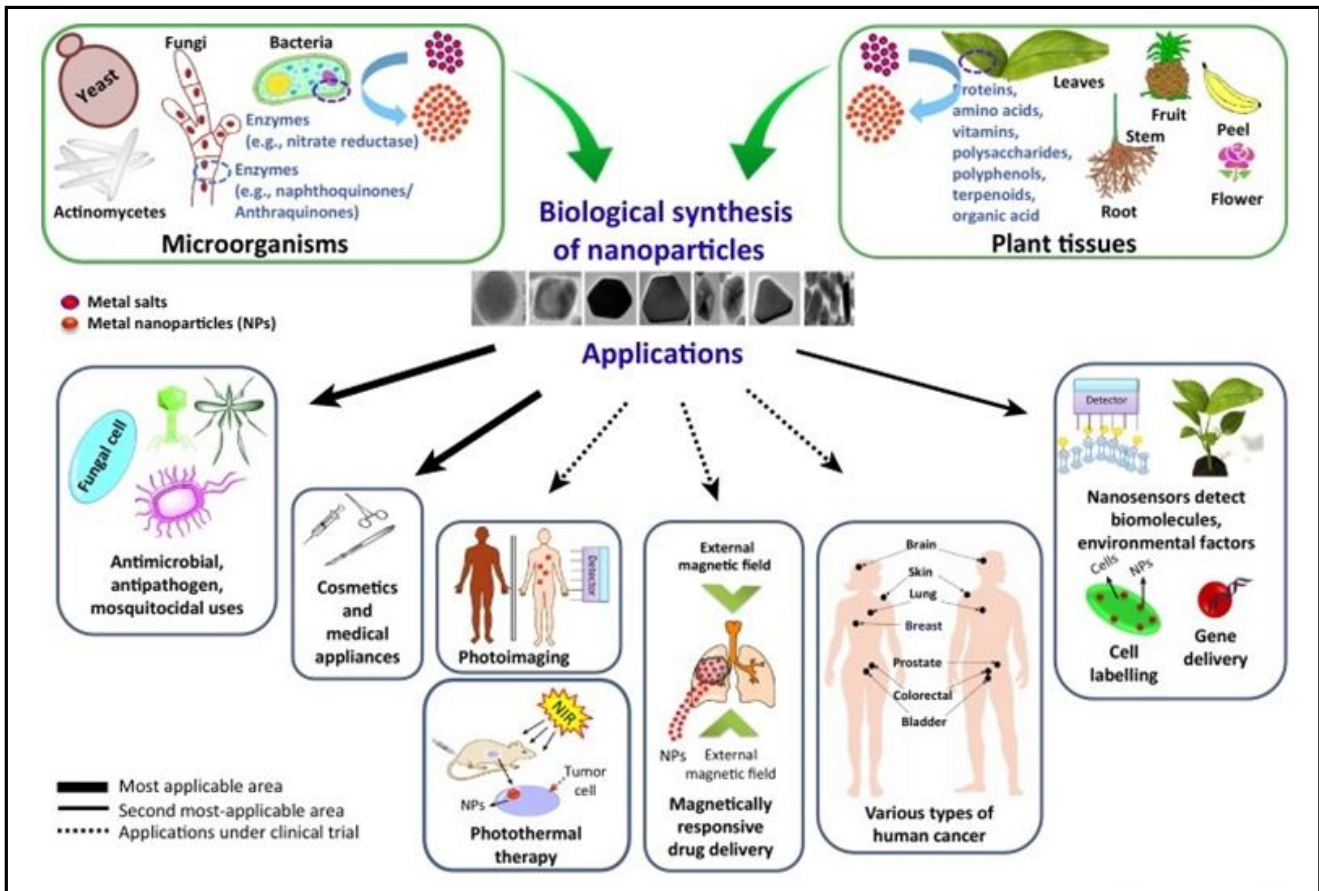 Yeast
Fungi
Bacteria
Enzymes
(e.g., nitrate reductase)
Enzymes
(e.g., naphthoquinones/
Anthraquinones)
Actinomycetes
Microorganisms
Leaves
Proteins,
amino acids,
vitamins,
polysaccharides,
polyphenols,
terpenoids,
organic acid
Stem
Root
Fruit
Peel
Flower
Plant tissues
Biological synthesis
of nanoparticles
Metal salts
Metal nanoparticles (NPs)
Applications
Fungal cell
Antimicrobial,
antipathogen,
mosquitocidal uses
Cosmetics
and
medical
appliances
Detector
Photoimaging
NIR
NPs
Tumor
cell
Photothermal
therapy
External
magnetic field
NPs
External
magnetic field
Magnetically
responsive
drug delivery
Brain
Skin
Lung
Breast
Prostate
Colorectal
Bladder
Various types of
human cancer
Detector
Nanosensors detect
biomolecules,
environmental factors
Cells
NPs
Cell
labelling
Gene
delivery
Most applicable area
Second most-applicable area
Applications under clinical trial